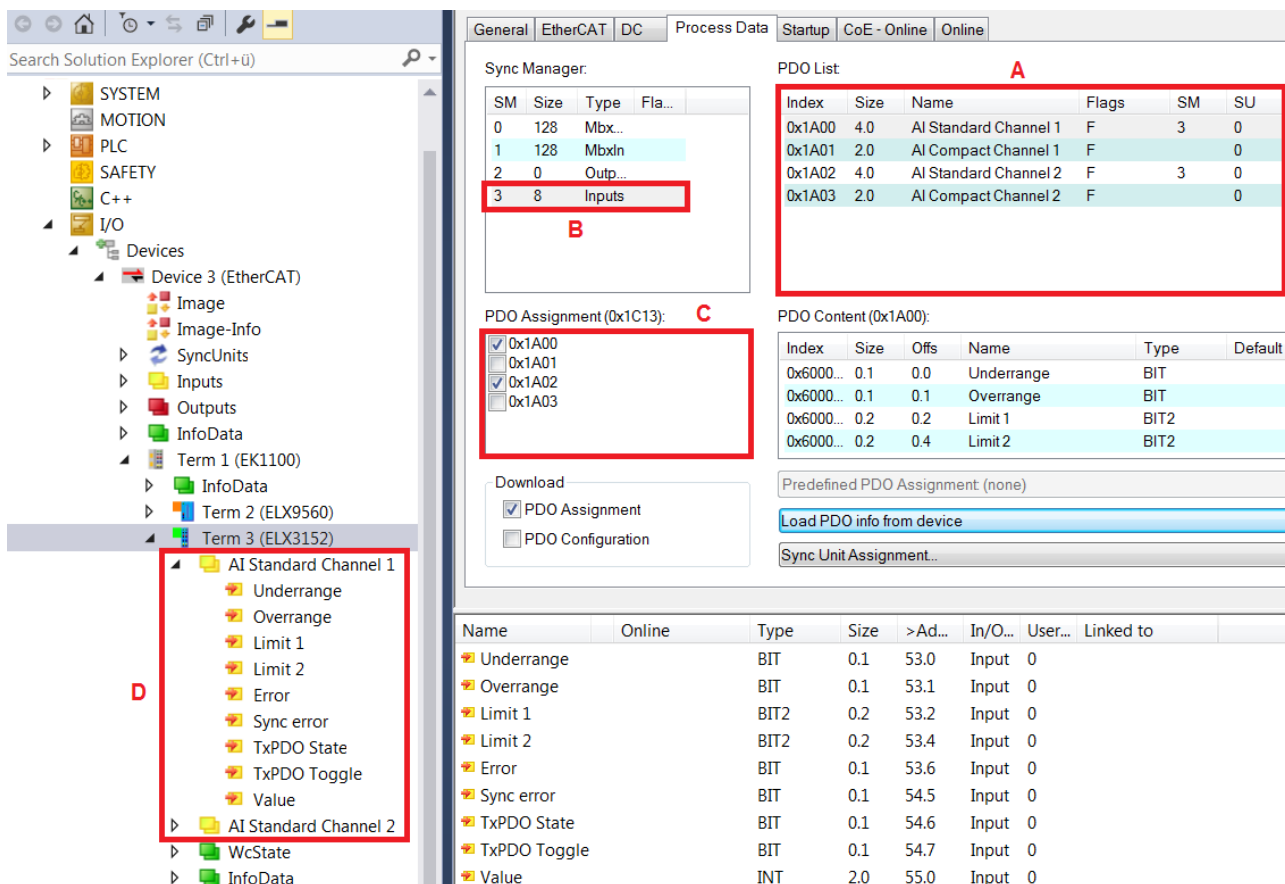 Search Solution Explorer (Ctrl+ü)
SYSTEM
MOTION
PLC
SAFETY
C++
I/O
Devices
Device 3 (EtherCAT)
Image
Image-Info
SyncUnits
Inputs
Outputs
InfoData
Term 1 (EK1100)
InfoData
Term 2 (ELX9560)
Term 3 (ELX3152)
AI Standard Channel 1
Underrange
Overrange
Limit 1
Limit 2
Error
Sync error
TxPDO State
TxPDO Toggle
Value
AI Standard Channel 2
WcState
InfoData
D
General EtherCAT DC Process Data Startup CoE - Online Online
Sync Manager:
SM Size Type Fla...
0 128 Mbx...
1 128 MbxIn
2 0 Outp...
3 8 Inputs
B
PDO List:
A
Index Size Name Flags SM SU
0x1A00 4.0 AI Standard Channel 1 F 3 0
0x1A01 2.0 AI Compact Channel 1 F 0
0x1A02 4.0 AI Standard Channel 2 F 3 0
0x1A03 2.0 AI Compact Channel 2 F 0
PDO Assignment (0x1C13):
C
0x1A00
0x1A01
0x1A02
0x1A03
PDO Content (0x1A00):
Index Size Offs Name Type Default
0x6000... 0.1 0.0 Underrange BIT
0x6000... 0.1 0.1 Overrange BIT
0x6000... 0.2 0.2 Limit 1 BIT2
0x6000... 0.2 0.4 Limit 2 BIT2
Download
PDO Assignment
PDO Configuration
Predefined PDO Assignment: (none)
Load PDO info from device
Sync Unit Assignment...
Name Online Type Size >Ad... In/O... User... Linked to
Underrange BIT 0.1 53.0 Input 0
Overrange BIT 0.1 53.1 Input 0
Limit 1 BIT2 0.2 53.2 Input 0
Limit 2 BIT2 0.2 53.4 Input 0
Error BIT 0.1 53.6 Input 0
Sync error BIT 0.1 54.5 Input 0
TxPDO State BIT 0.1 54.6 Input 0
TxPDO Toggle BIT 0.1 54.7 Input 0
Value INT 2.0 55.0 Input 0